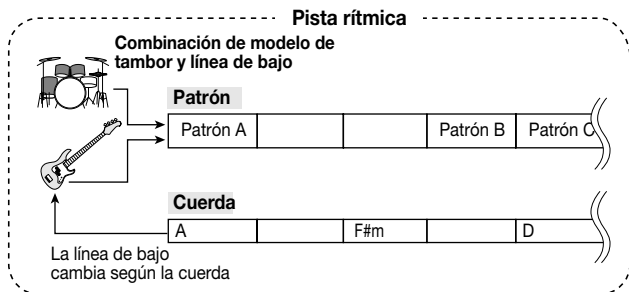 Pista rítmica
Combinación de modelo de
tambor y línea de bajo
Patrón
Patrón A Patrón B Patrón C
Cuerda
A F#m D
La línea de bajo
cambia según la cuerda